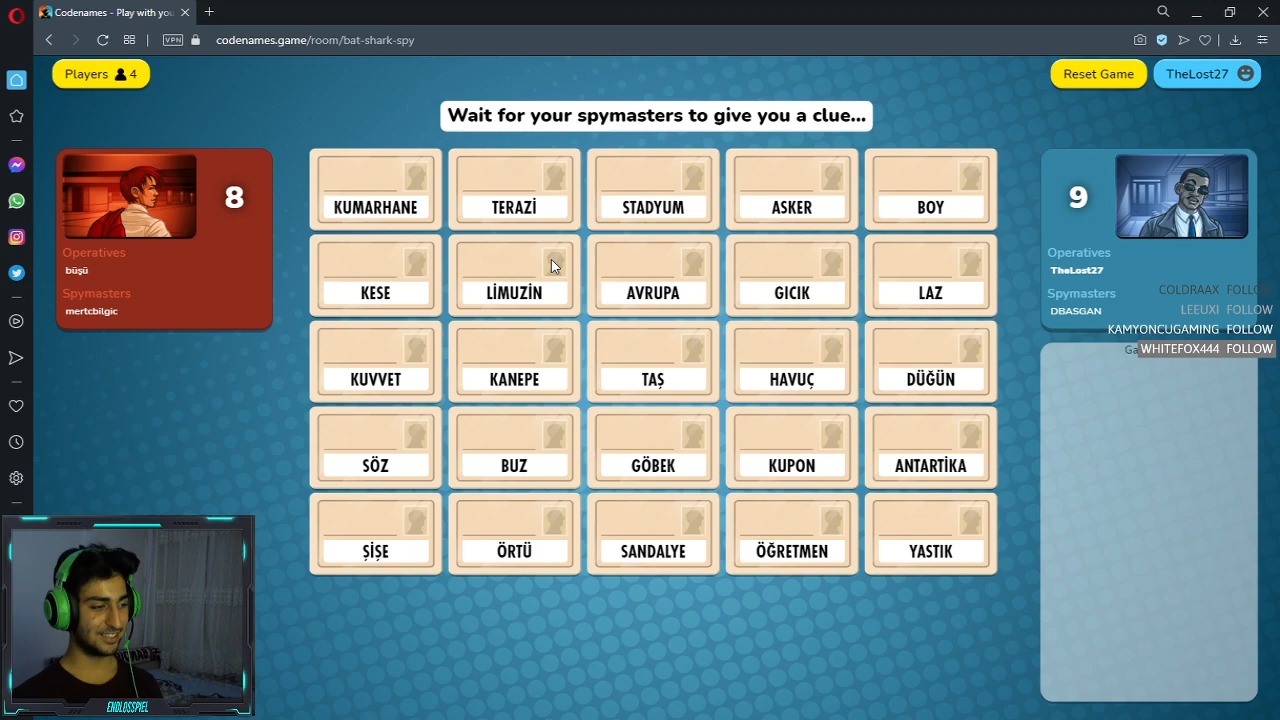 Codenames - Play with you
VPN
codenames.game/room/bat-shark-spy
Players 4
Reset Game
TheLost27
Wait for your spymasters to give you a clue...
8
Operatives
büşü
Spymasters
mertcbilgic
KUMARHANE
TERAZİ
STADYUM
ASKER
BOY
KESE
LİMUZİN
AVRUPA
GICIK
LAZ
KUVVET
KANEPE
TAŞ
HAVUÇ
DÜĞÜN
SÖZ
BUZ
GÖBEK
KUPON
ANTARTİKA
ŞİŞE
ÖRTÜ
SANDALYE
ÖĞRETMEN
YASTIK
9
Operatives
TheLost27
Spymasters
DBASGAN
COLDRAAX FOLLOW
LEEUXI FOLLOW
KAMYONCUGAMING FOLLOW
WHITEFOX444 FOLLOW
ENDLOSSPIEL